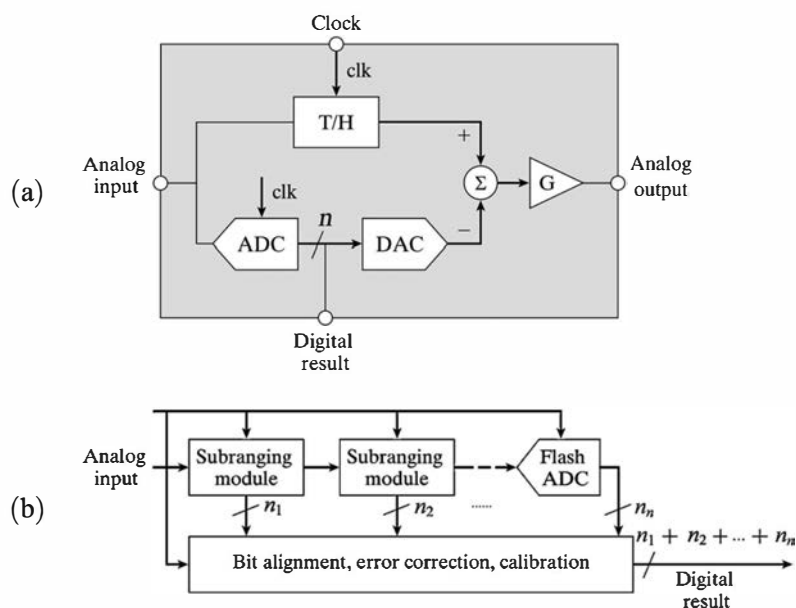 Clock
clk
T/H
+
Analog
input
(a)
Σ
G
Analog
output
clk
n
ADC
DAC
−
Digital
result
Analog
input
Subranging
module
Subranging
module
Flash
ADC
(b)
n1
n2
......
nn
n1 + n2 + ... + nn
Bit alignment, error correction, calibration
Digital
result